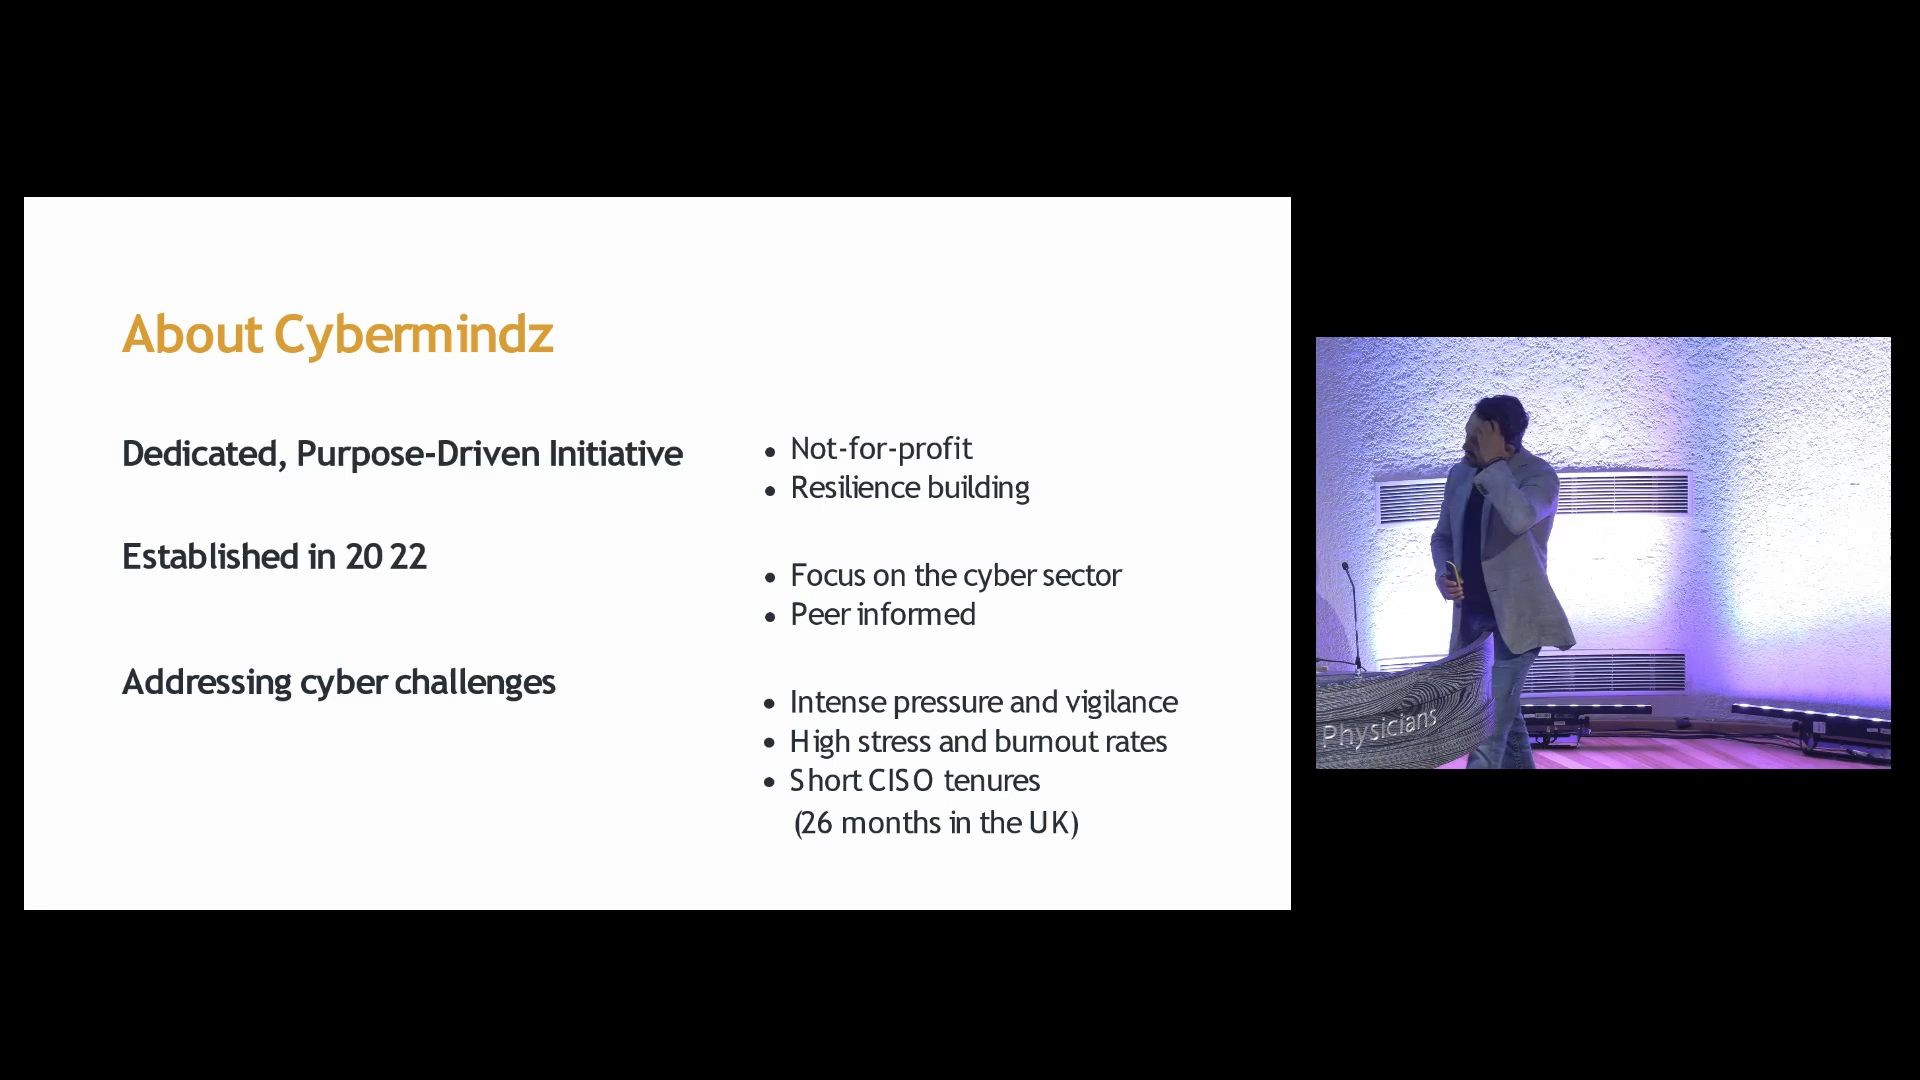 About Cybermindz
Dedicated, Purpose-Driven Initiative
• Not-for-profit
• Resilience building
Established in 2022
• Focus on the cyber sector
• Peer informed
Addressing cyber challenges
• Intense pressure and vigilance
• High stress and burnout rates
• Short CISO tenures
(26 months in the UK)
Physicians